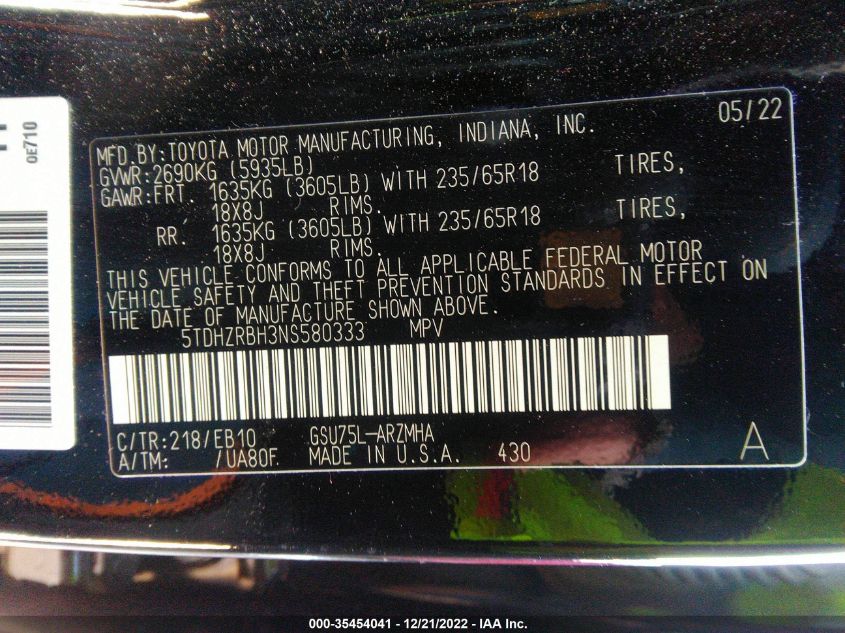 0E710
05/22
MFD.BY:TOYOTA MOTOR MANUFACTURING, INDIANA, INC.
GVWR:2690KG (5935LB)
GAWR:FRT. 1635KG (3605LB) WITH 235/65R18 TIRES,
18X8J RIMS.
RR. 1635KG (3605LB) WITH 235/65R18 TIRES,
18X8J RIMS.
THIS VEHICLE CONFORMS TO ALL APPLICABLE FEDERAL MOTOR
VEHICLE SAFETY AND THEFT PREVENTION STANDARDS IN EFFECT ON
THE DATE OF MANUFACTURE SHOWN ABOVE.
5TDHZRBH3NS580333 MPV
C/TR:218/EB10 GSU75L-ARZMHA
A/TM: /UA80F MADE IN U.S.A. 430 A
000-35454041 - 12/21/2022 - IAA Inc.